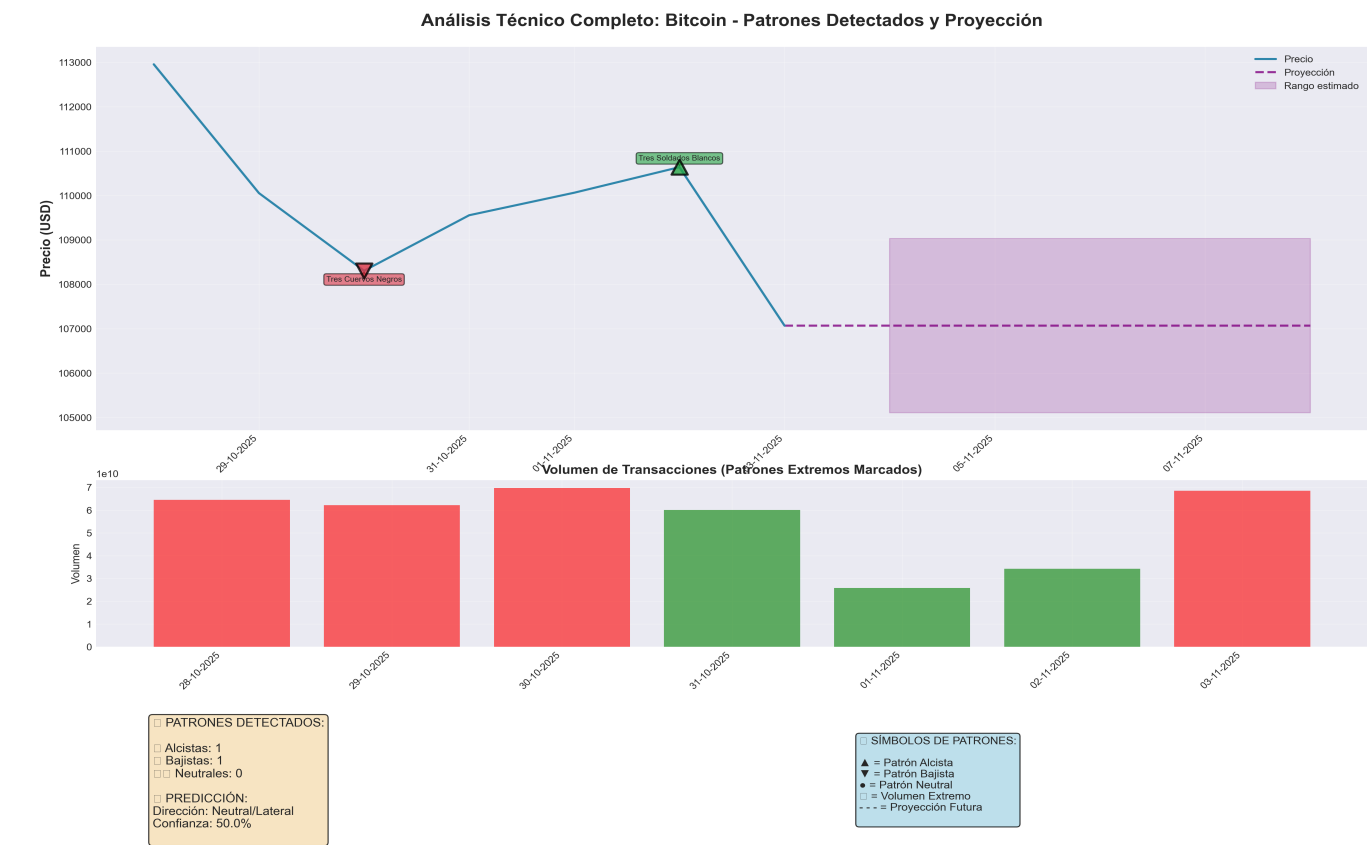 Análisis Técnico Completo: Bitcoin - Patrones Detectados y Proyección
Precio
Proyección
Rango estimado
113000
112000
111000
110000
109000
108000
107000
106000
105000
Precio (USD)
Tres Soldados Blancos
Tres Cuervos Negros
29-10-2025
31-10-2025
01-11-2025
03-11-2025
05-11-2025
07-11-2025
Volumen de Transacciones (Patrones Extremos Marcados)
1e10
7
6
5
4
3
2
1
0
Volumen
28-10-2025
29-10-2025
30-10-2025
31-10-2025
01-11-2025
02-11-2025
03-11-2025
□ PATRONES DETECTADOS:
□ Alcistas: 1
□ Bajistas: 1
□□ Neutrales: 0
□ PREDICCIÓN:
Dirección: Neutral/Lateral
Confianza: 50.0%
□ SÍMBOLOS DE PATRONES:
▲ = Patrón Alcista
▼ = Patrón Bajista
● = Patrón Neutral
□ = Volumen Extremo
--- = Proyección Futura